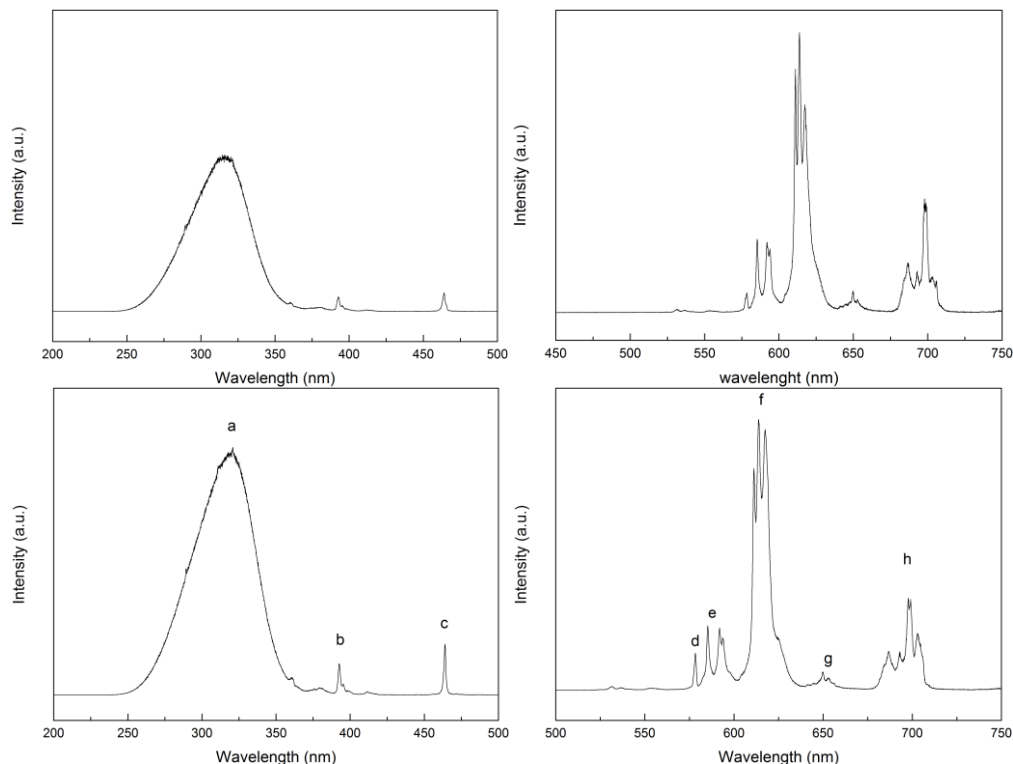 Intensity (a.u.)
200 250 300 350 400 450 500
Wavelength (nm)
Intensity (a.u.)
450 500 550 600 650 700 750
wavelenght (nm)
Intensity (a.u.)
a
b
c
200 250 300 350 400 450 500
Wavelength (nm)
Intensity (a.u.)
f
h
e
d
g
500 550 600 650 700 750
Wavelength (nm)